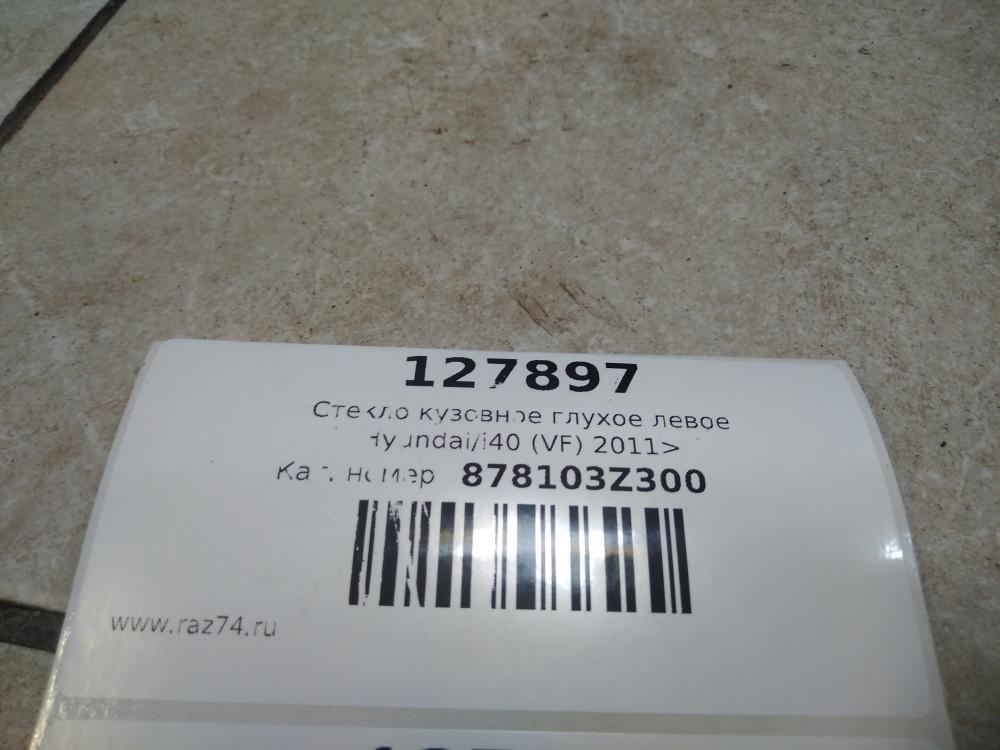 127897
Стекло кузовное глухое левое
Hyundai/i40 (VF) 2011>
Кат. номер 878103Z300
www.raz74.ru